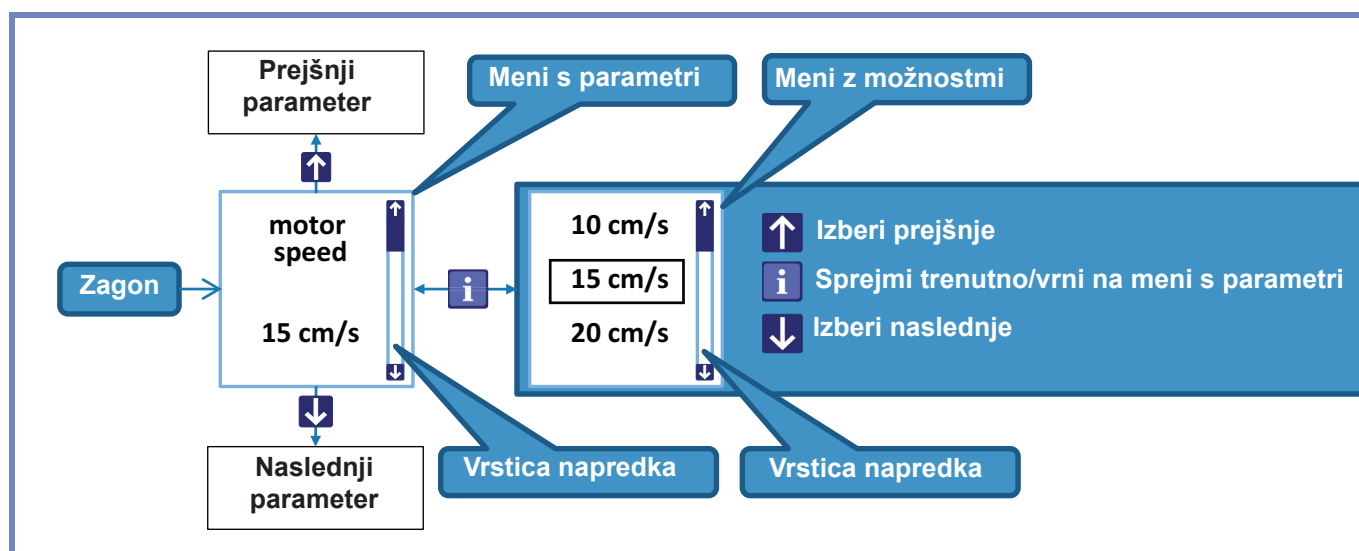 Prejšnji
parameter
Meni s parametri
Meni z možnostmi
motor
speed
15 cm/s
Zagon
i
10 cm/s
15 cm/s
20 cm/s
Izberi prejšnje
i
Sprejmi trenutno/vrni na meni s parametri
Izberi naslednje
Naslednji
parameter
Vrstica napredka
Vrstica napredka